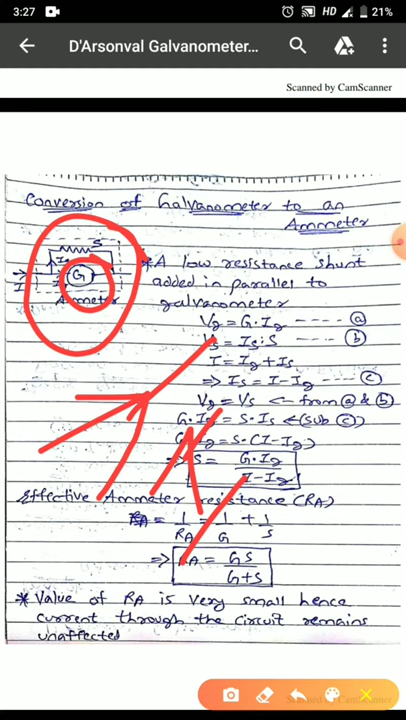 3:27
HD
21%
D'Arsonval Galvanometer...
Scanned by CamScanner
Conversion of Galvanometer to an
Ammeter
S
Is
G
I
Ammeter
* A low resistance shunt
added in parallel to
galvanometer
Vg = G.Ig ---- ⓐ
Vs = Is.S ---- ⓑ
I = Ig + Is
=> Is = I - Ig ---- ⓒ
Vg = Vs ← from ⓐ & ⓑ
G.Ig = S.Is ← (sub ⓒ)
G.Ig = S.(I-Ig)
=> S = G.Ig / I-Ig
Effective Ammeter resistance (RA)
= 1/RA = 1/G + 1/S
=> RA = GS / G+S
* Value of RA is very small hence
current through the circuit remains
unaffected